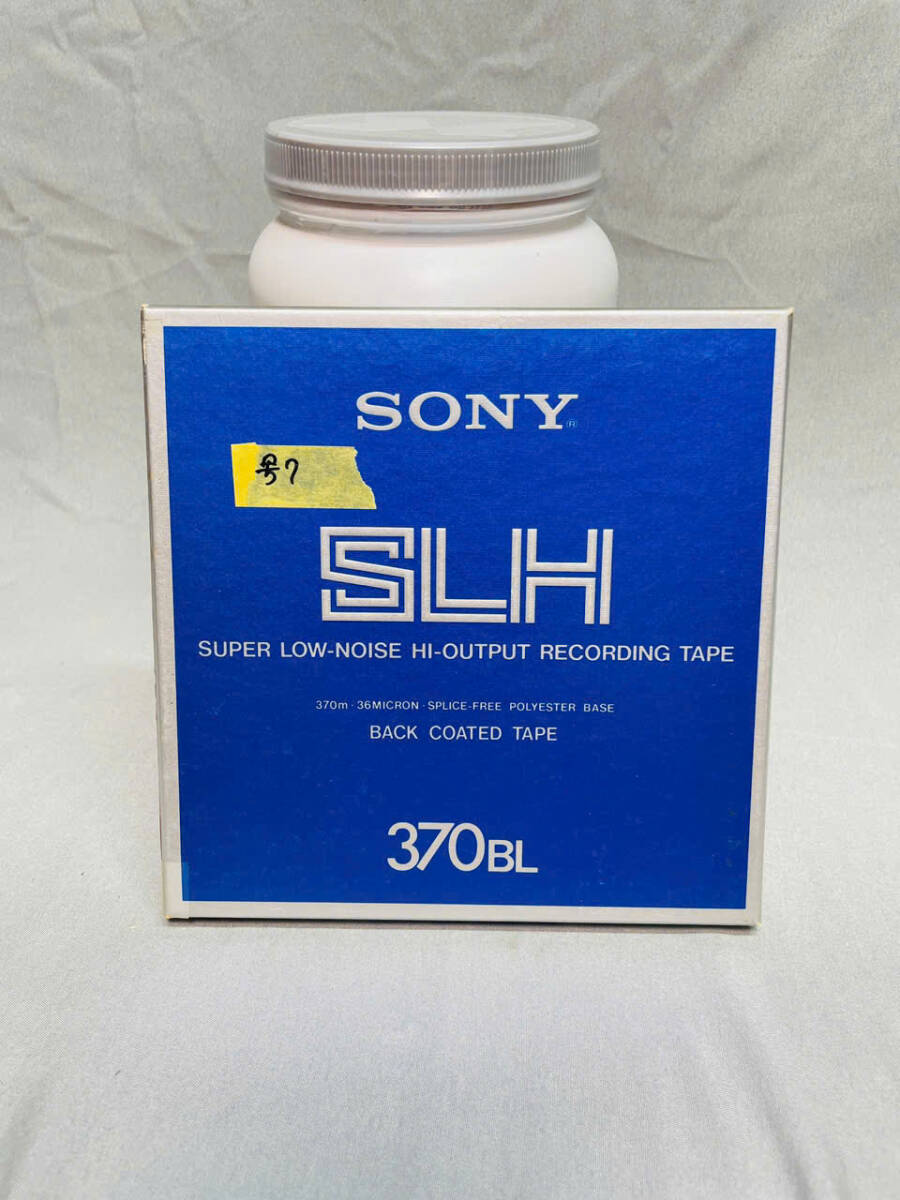 SONY®
号7
SLH
SUPER LOW-NOISE HI-OUTPUT RECORDING TAPE
370m · 36MICRON · SPLICE-FREE POLYESTER BASE
BACK COATED TAPE
370BL